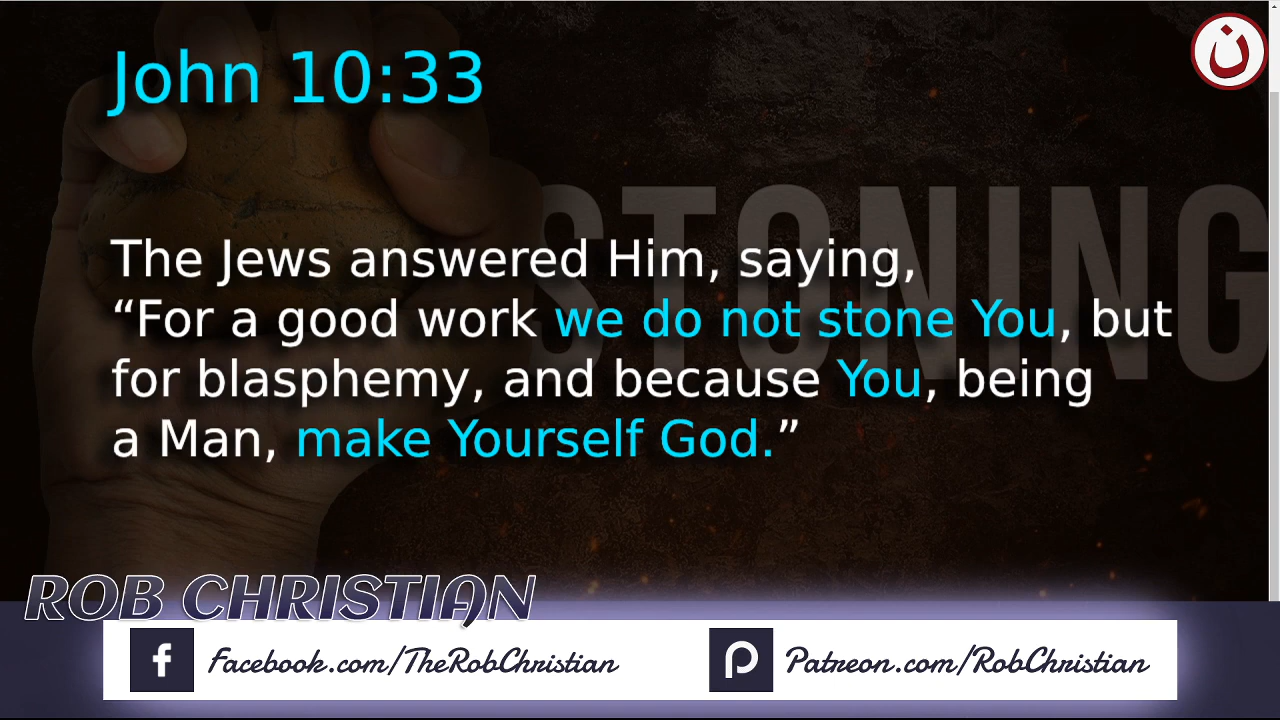 John 10:33
ن
STONING
The Jews answered Him, saying,
“For a good work we do not stone You, but
for blasphemy, and because You, being
a Man, make Yourself God.”
ROB CHRISTIAN
Facebook.com/TheRobChristian
Patreon.com/RobChristian